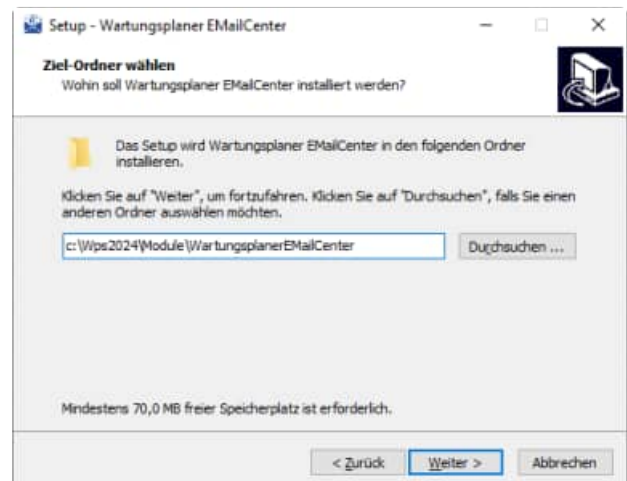 Setup - Wartungsplaner EMailCenter
Ziel-Ordner wählen
Wohin soll Wartungsplaner EMailCenter installiert werden?
Das Setup wird Wartungsplaner EMailCenter in den folgenden Ordner
installieren.
Klicken Sie auf "Weiter", um fortzufahren. Klicken Sie auf "Durchsuchen", falls Sie einen
anderen Ordner auswählen möchten.
c:\Wps2024\Module\WartungsplanerEMailCenter
Durchsuchen ...
Mindestens 70,0 MB freier Speicherplatz ist erforderlich.
< Zurück
Weiter >
Abbrechen